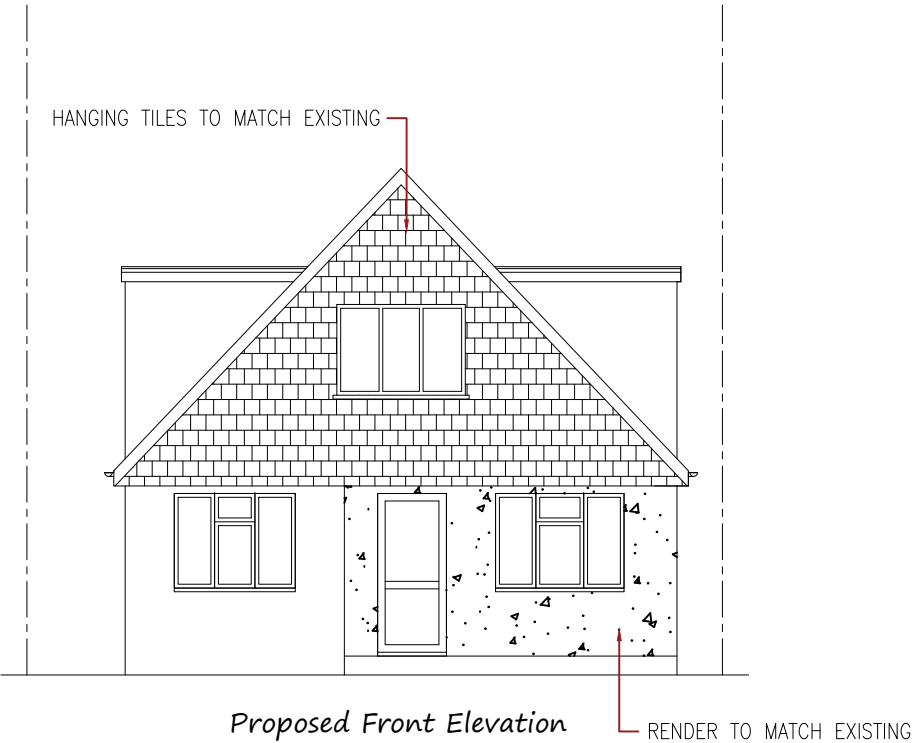 HANGING TILES TO MATCH EXISTING
Proposed Front Elevation
RENDER TO MATCH EXISTING